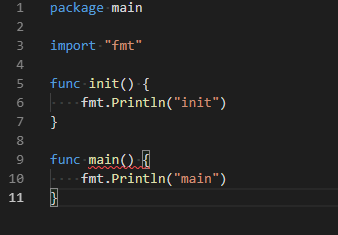 1 package main
2
3 import "fmt"
4
5 func init() {
6     fmt.Println("init")
7 }
8
9 func main() {
10     fmt.Println("main")
11 }